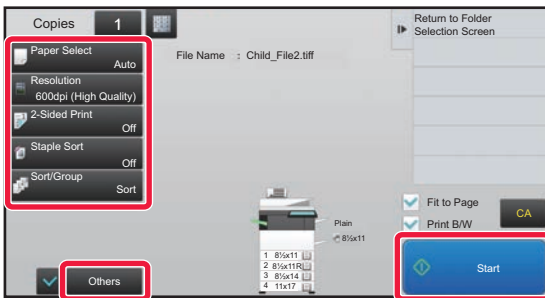 Copies 1
Paper Select
Auto
Resolution
600dpi (High Quality)
2-Sided Print
Off
Staple Sort
Off
Sort/Group
Sort
Others
File Name : Child_File2.tiff
Plain
8½x11
1 8½x11
2 8½x11R
3 8½x14
4 11x17
Return to Folder
Selection Screen
Fit to Page
Print B/W
CA
Start